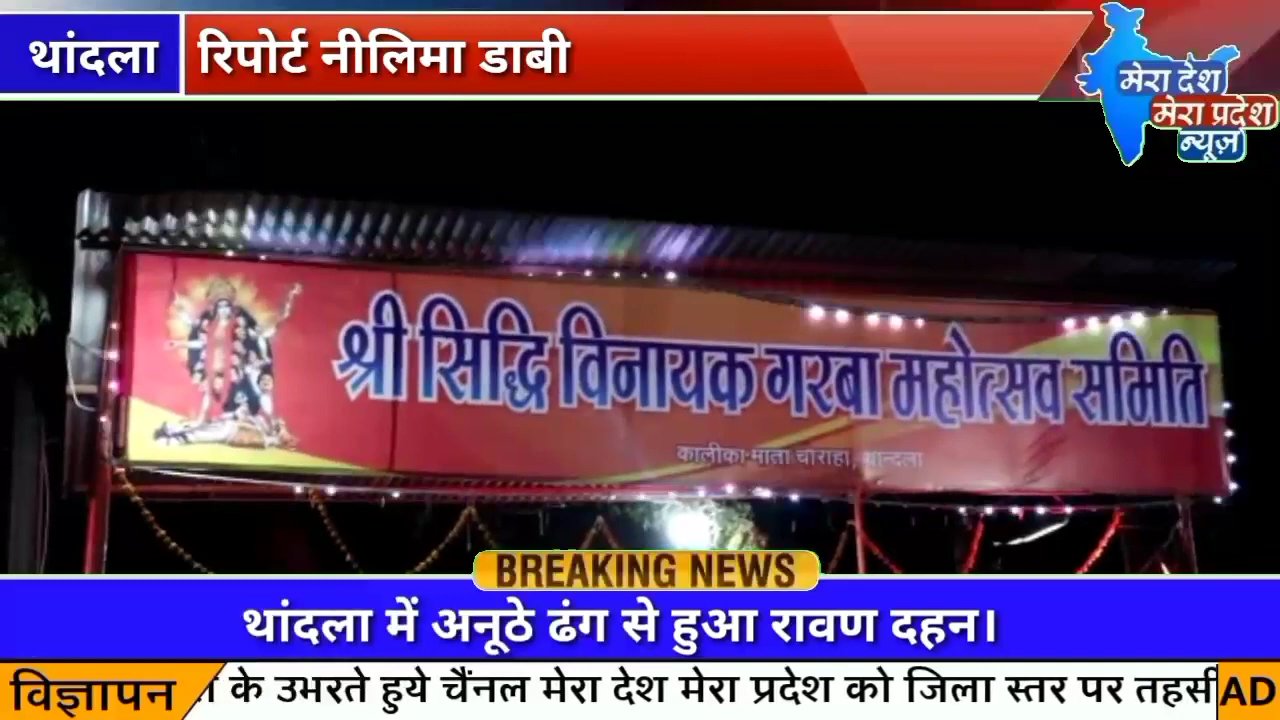 थांदला
रिपोर्ट नीलिमा डाबी
मेरा देश
मेरा प्रदेश
न्यूज़
श्री सिद्धि विनायक गरबा महोत्सव समिति
कालीका माता चौराहा, थान्दला
BREAKING NEWS
थांदला में अनूठे ढंग से हुआ रावण दहन।
विज्ञापन
के उभरते हुये चैंनल मेरा देश मेरा प्रदेश को जिला स्तर पर
AD